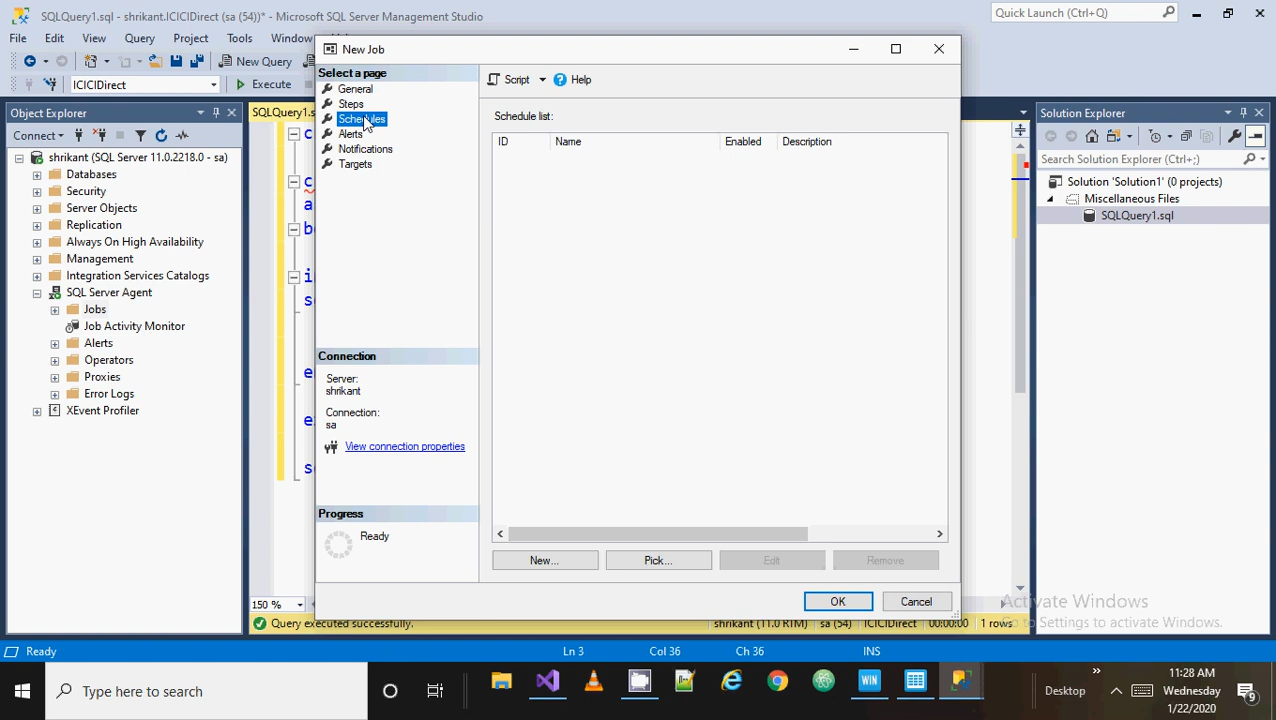 SQLQuery1.sql - shrikant.ICICIDirect (sa (54))* - Microsoft SQL Server Management Studio
Quick Launch (Ctrl+Q)
File Edit View Query Project Tools Window
New Query
ICICIDirect
Execute
Object Explorer
Connect
shrikant (SQL Server 11.0.2218.0 - sa)
Databases
Security
Server Objects
Replication
Always On High Availability
Management
Integration Services Catalogs
SQL Server Agent
Jobs
Job Activity Monitor
Alerts
Operators
Proxies
Error Logs
XEvent Profiler
SQLQuery1.s
c
c
a
b
i
s
e
e
s
150 %
New Job
Select a page
General
Steps
Schedules
Alerts
Notifications
Targets
Connection
Server:
shrikant
Connection:
sa
View connection properties
Progress
Ready
Script Help
Schedule list:
ID Name Enabled Description
New... Pick... Edit Remove
OK Cancel
Solution Explorer
Search Solution Explorer (Ctrl+;)
Solution 'Solution1' (0 projects)
Miscellaneous Files
SQLQuery1.sql
Activate Windows
Go to Settings to activate Windows.
Query executed successfully. shrikant (11.0 RTM) sa (54) ICICIDirect 00:00:00 1 rows
Ready Ln 3 Col 36 Ch 36 INS
Type here to search
WIN
Desktop
11:28 AM
Wednesday
1/22/2020
9